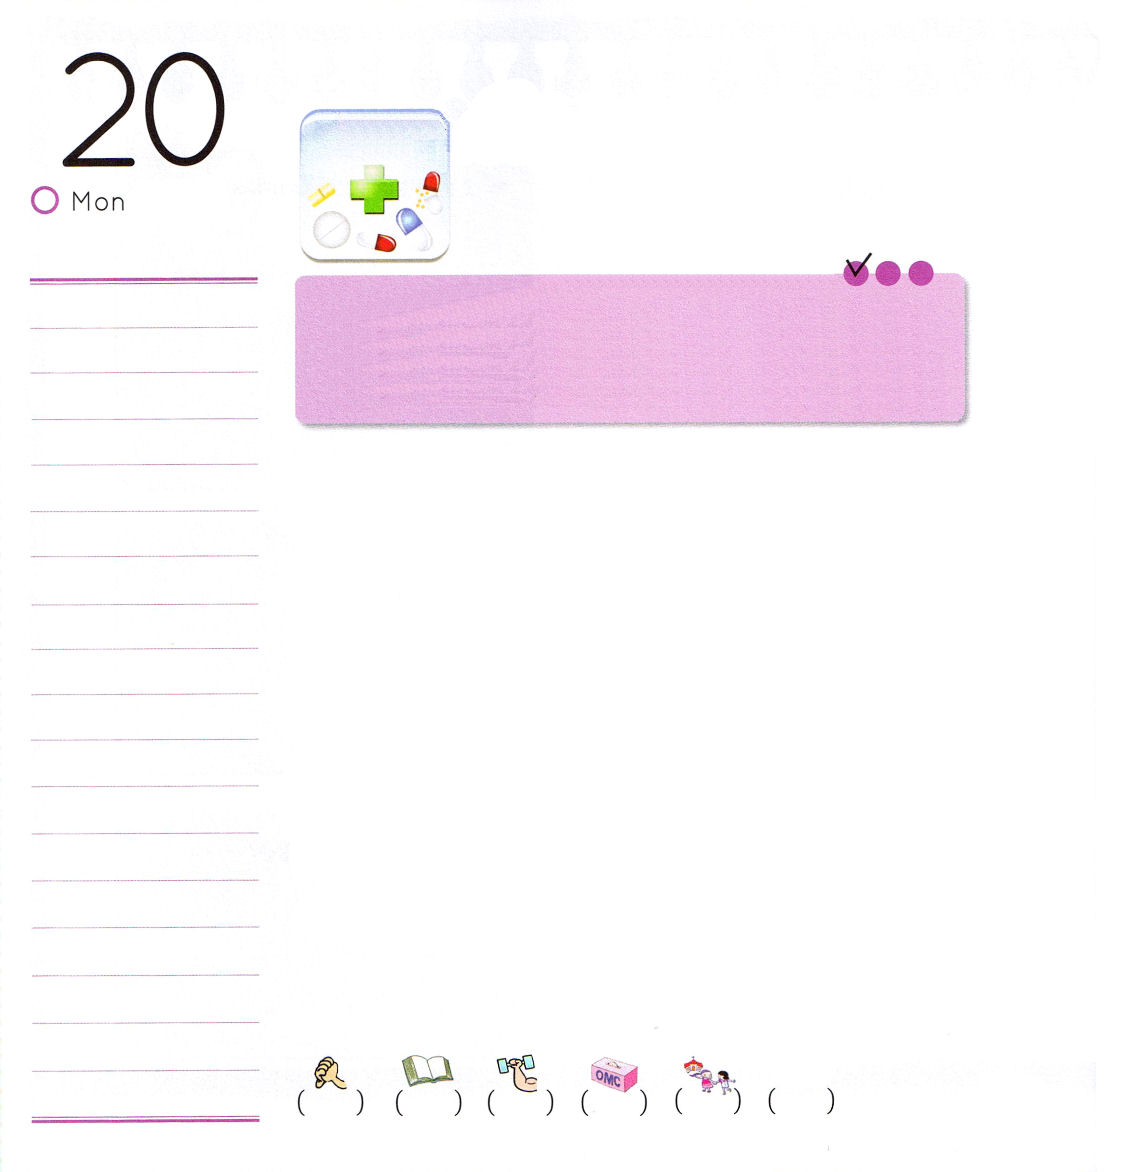 20
Mon
OMC
( ) ( ) ( ) ( ) ( ) ( )